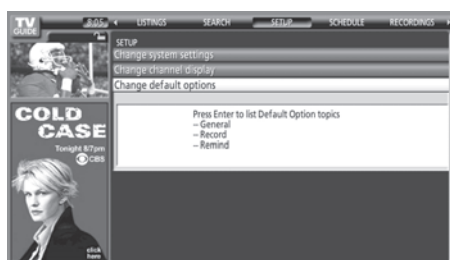 TV
GUIDE
8:05
LISTINGS
SEARCH
SETUP
SCHEDULE
RECORDINGS
SETUP
Change system settings
Change channel display
Change default options
Press Enter to list Default Option topics
– General
– Record
– Remind
COLD
CASE
Tonight 8/7pm
CBS
click
here